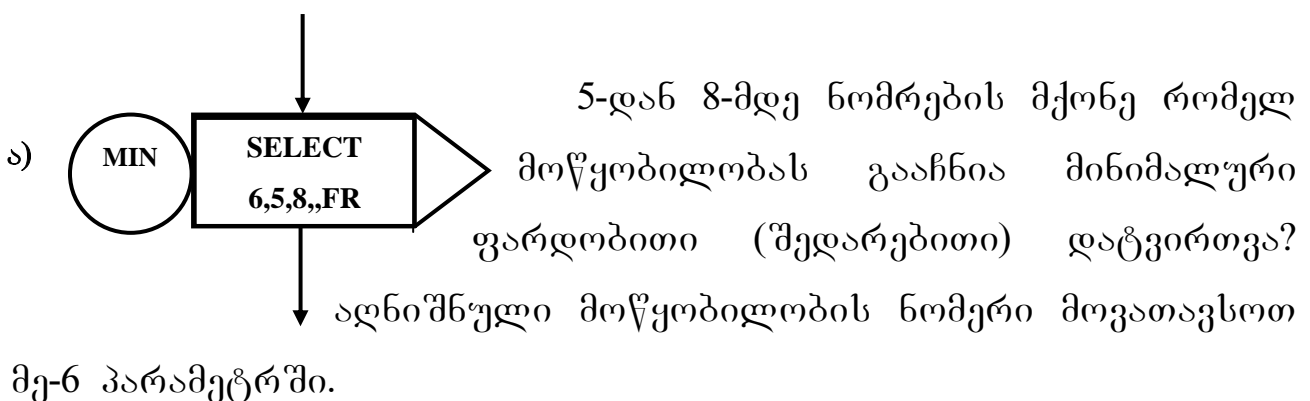 5-დან 8-მდე ნომრების მქონე რომელ
ა) MIN SELECT მოწყობილობას გააჩნია მინიმალური
6,5,8,,FR
ფარდობითი (შედარებითი) დატვირთვა?
აღნიშნული მოწყობილობის ნომერი მოვათავსოთ
მე-6 პარამეტრში.